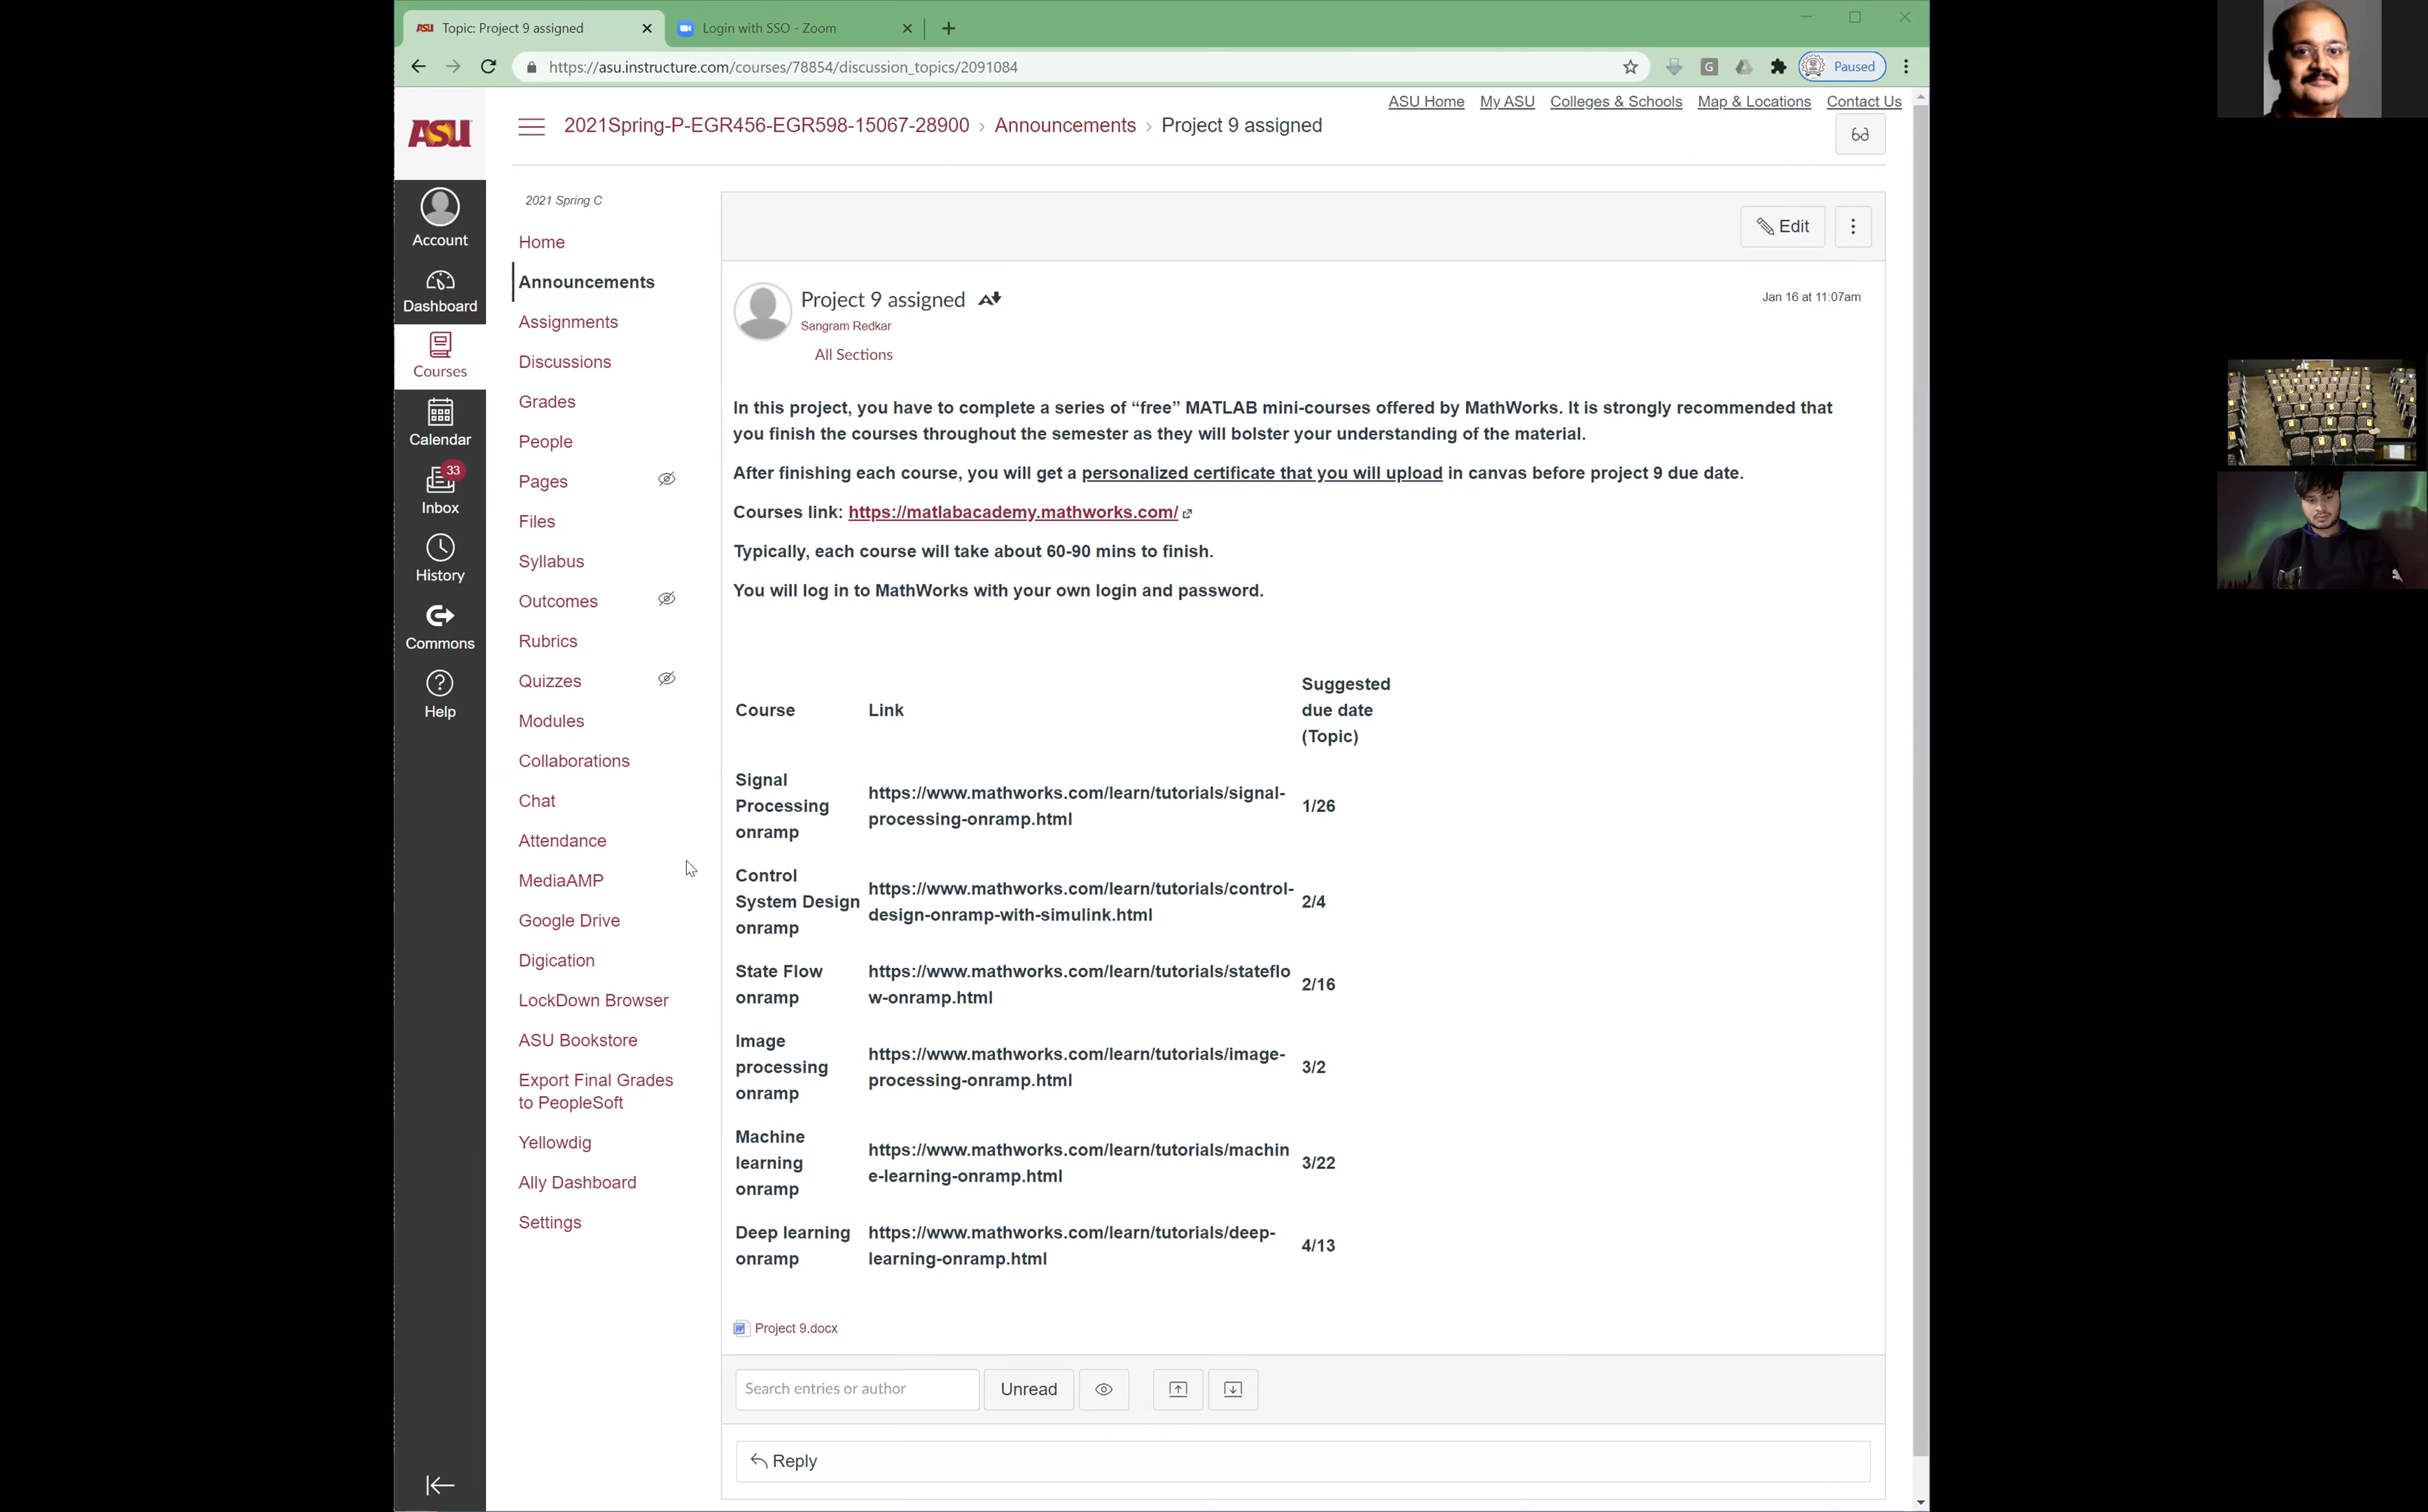 Topic: Project 9 assigned
Login with SSO - Zoom
https://asu.instructure.com/courses/78854/discussion_topics/2091084
G
Paused
ASU Home My ASU Colleges & Schools Map & Locations Contact Us
ASU
2021Spring-P-EGR456-EGR598-15067-28900 › Announcements › Project 9 assigned
Account
Dashboard
Courses
Calendar
33
Inbox
History
Commons
Help
2021 Spring C
Home
Announcements
Assignments
Discussions
Grades
People
Pages
Files
Syllabus
Outcomes
Rubrics
Quizzes
Modules
Collaborations
Chat
Attendance
MediaAMP
Google Drive
Digication
LockDown Browser
ASU Bookstore
Export Final Grades
to PeopleSoft
Yellowdig
Ally Dashboard
Settings
Edit
Project 9 assigned
Jan 16 at 11:07am
Sangram Redkar
All Sections
In this project, you have to complete a series of “free” MATLAB mini-courses offered by MathWorks. It is strongly recommended that
you finish the courses throughout the semester as they will bolster your understanding of the material.
After finishing each course, you will get a personalized certificate that you will upload in canvas before project 9 due date.
Courses link: https://matlabacademy.mathworks.com/
Typically, each course will take about 60-90 mins to finish.
You will log in to MathWorks with your own login and password.
Course Link Suggested
due date
(Topic)
Signal
Processing
onramp
https://www.mathworks.com/learn/tutorials/signal-
processing-onramp.html
1/26
Control
System Design
onramp
https://www.mathworks.com/learn/tutorials/control-
design-onramp-with-simulink.html
2/4
State Flow
onramp
https://www.mathworks.com/learn/tutorials/stateflo
w-onramp.html
2/16
Image
processing
onramp
https://www.mathworks.com/learn/tutorials/image-
processing-onramp.html
3/2
Machine
learning
onramp
https://www.mathworks.com/learn/tutorials/machin
e-learning-onramp.html
3/22
Deep learning
onramp
https://www.mathworks.com/learn/tutorials/deep-
learning-onramp.html
4/13
Project 9.docx
Search entries or author
Unread
Reply